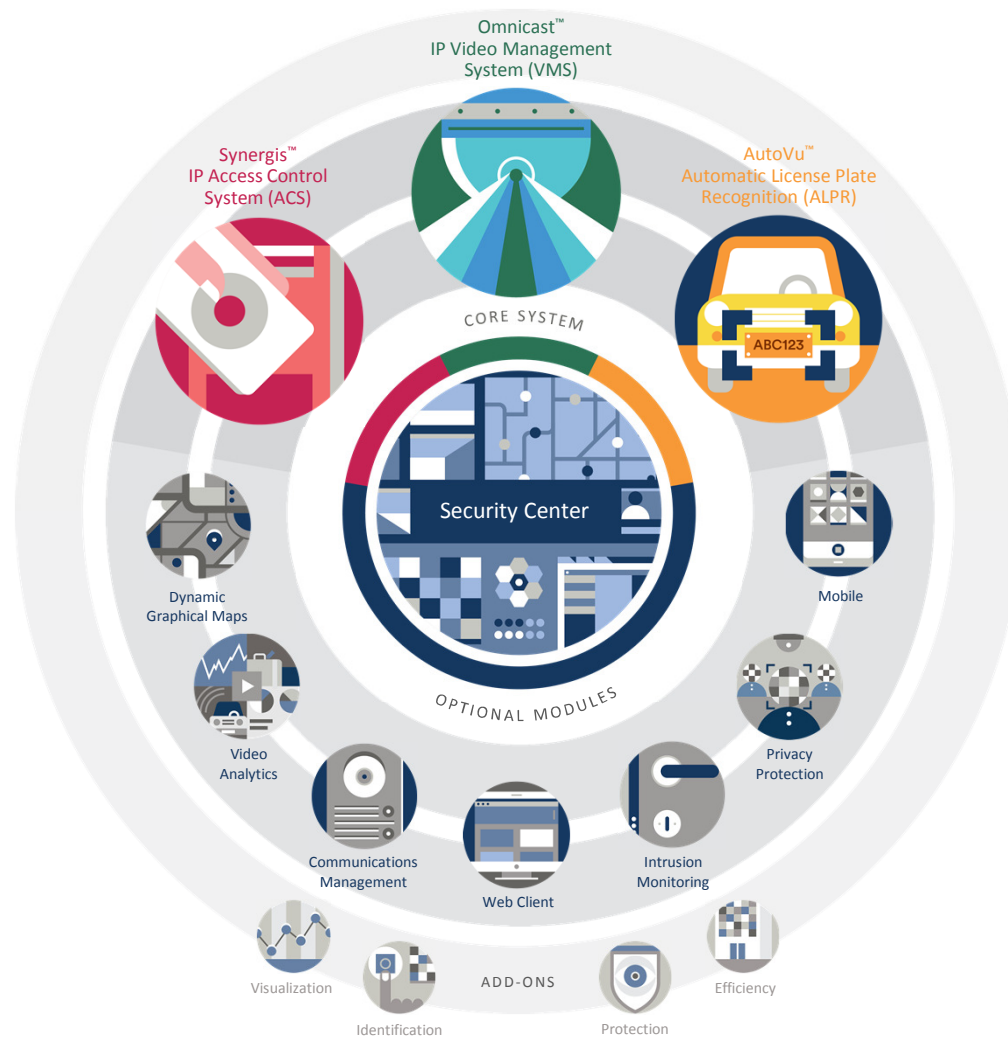 Omnicast™
IP Video Management
System (VMS)
Synergis™
IP Access Control
System (ACS)
AutoVu™
Automatic License Plate
Recognition (ALPR)
ABC123
CORE SYSTEM
Security Center
OPTIONAL MODULES
Dynamic
Graphical Maps
Mobile
Video
Analytics
Privacy
Protection
Communications
Management
Web Client
Intrusion
Monitoring
ADD-ONS
Visualization
Identification
Protection
Efficiency